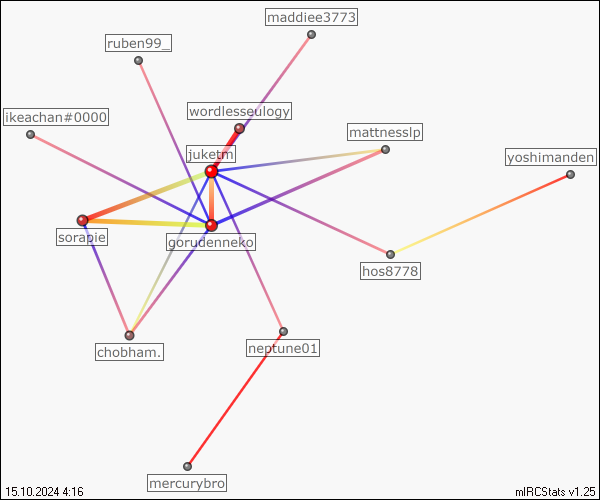 maddiee3773
ruben99_
wordlesseulogy
ikeachan#0000
mattnesslp
juketm
yoshimanden
sorapie
gorudenneko
hos8778
chobham.
neptune01
mercurybro
15.10.2024 4:16
mIRCStats v1.25